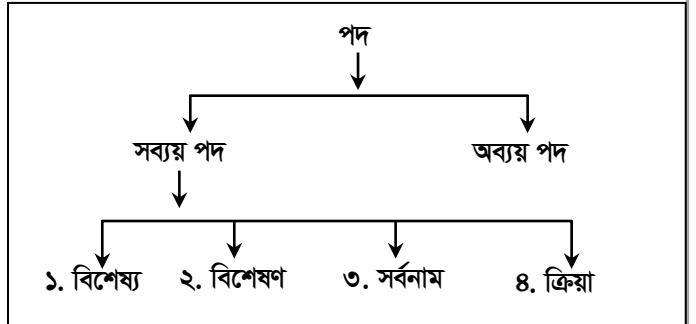 পদ
সব্যয় পদ অব্যয় পদ
১. বিশেষ্য ২. বিশেষণ ৩. সর্বনাম ৪. ক্রিয়া